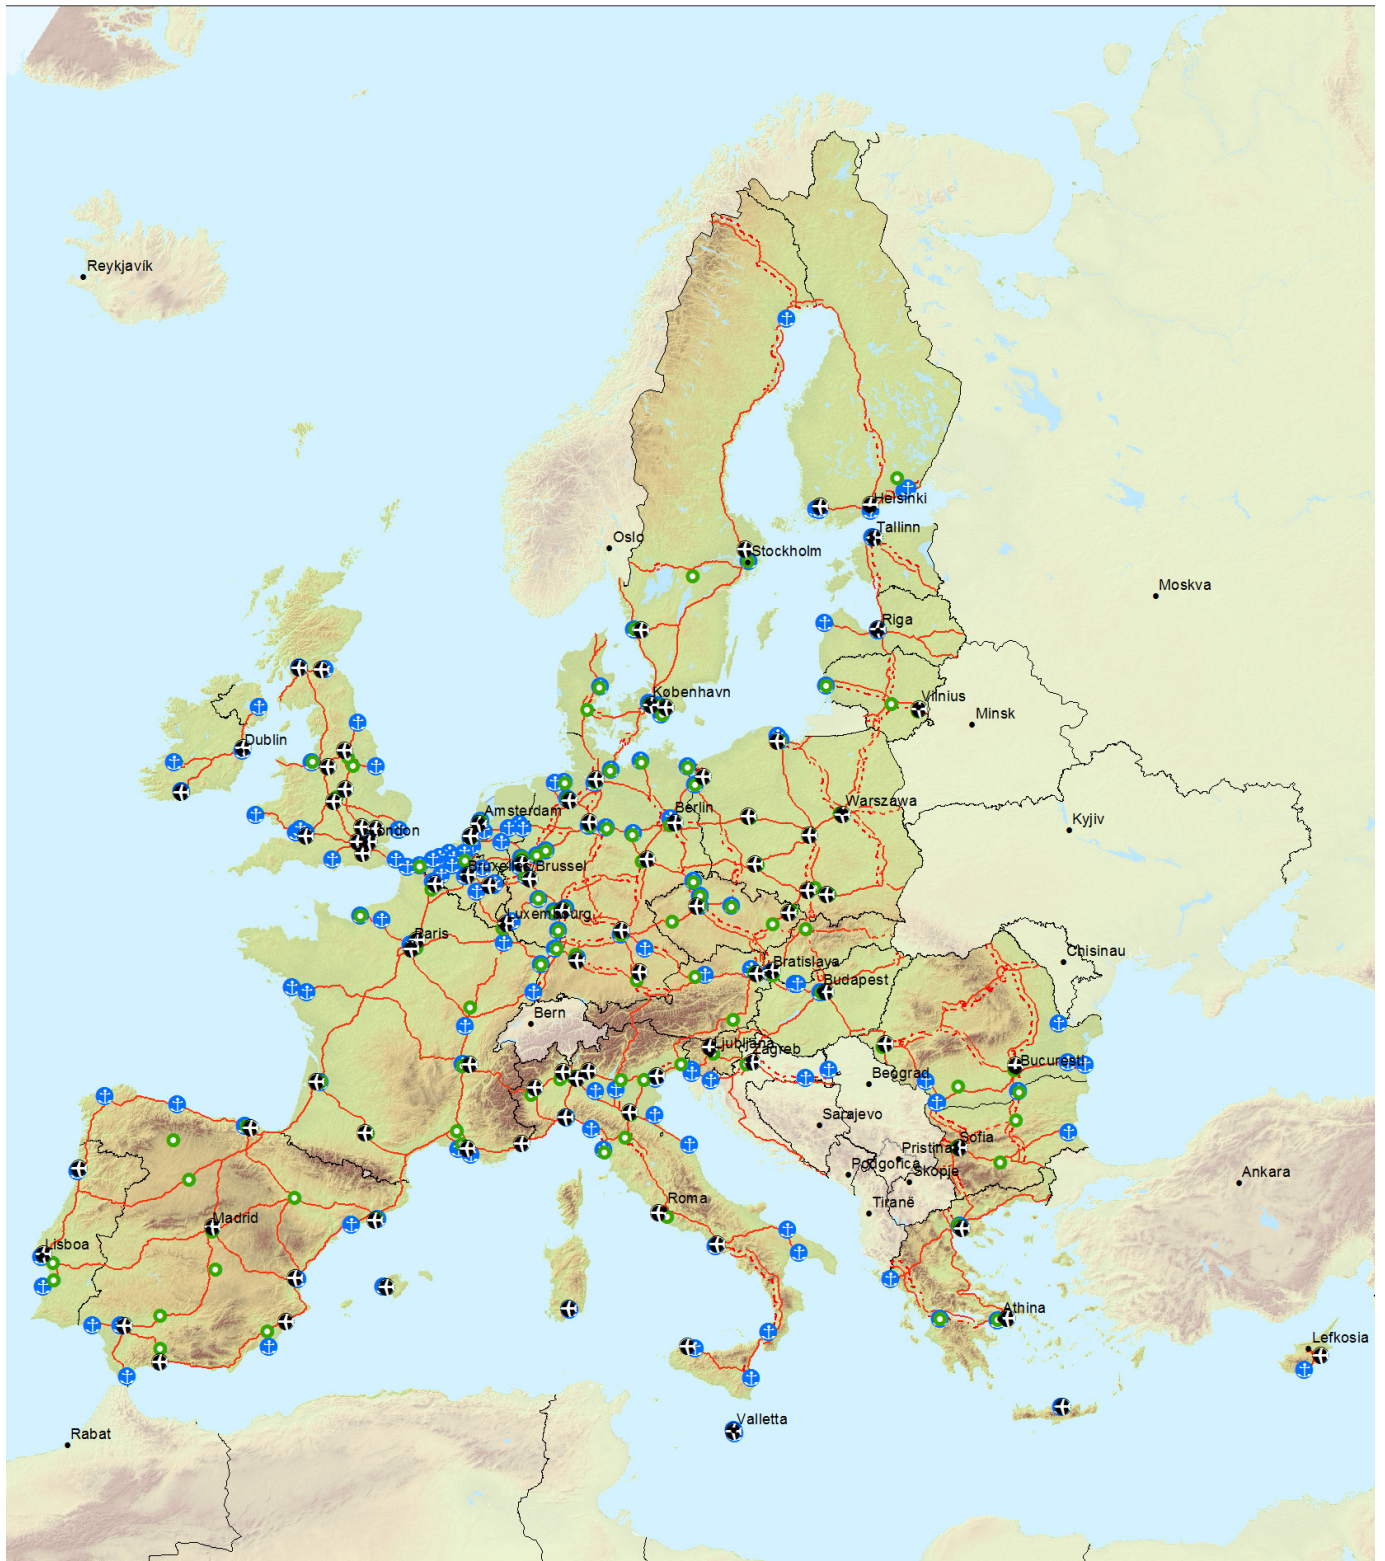 Reykjavík
Helsinki
Tallinn
Oslo
Stockholm
Moskva
Riga
København
Vilnius
Minsk
Dublin
Amsterdam
Berlin
Warszawa
London
Kyjiv
Bruxelles/Brussel
Luxembourg
Paris
Bratislava
Chisinau
Budapest
Bern
Ljubljana
Zagreb
Bucuresti
Beograd
Sarajevo
Sofia
Pristina
Podgorica
Skopje
Ankara
Roma
Tiranë
Madrid
Lisboa
Athina
Lefkosia
Valletta
Rabat